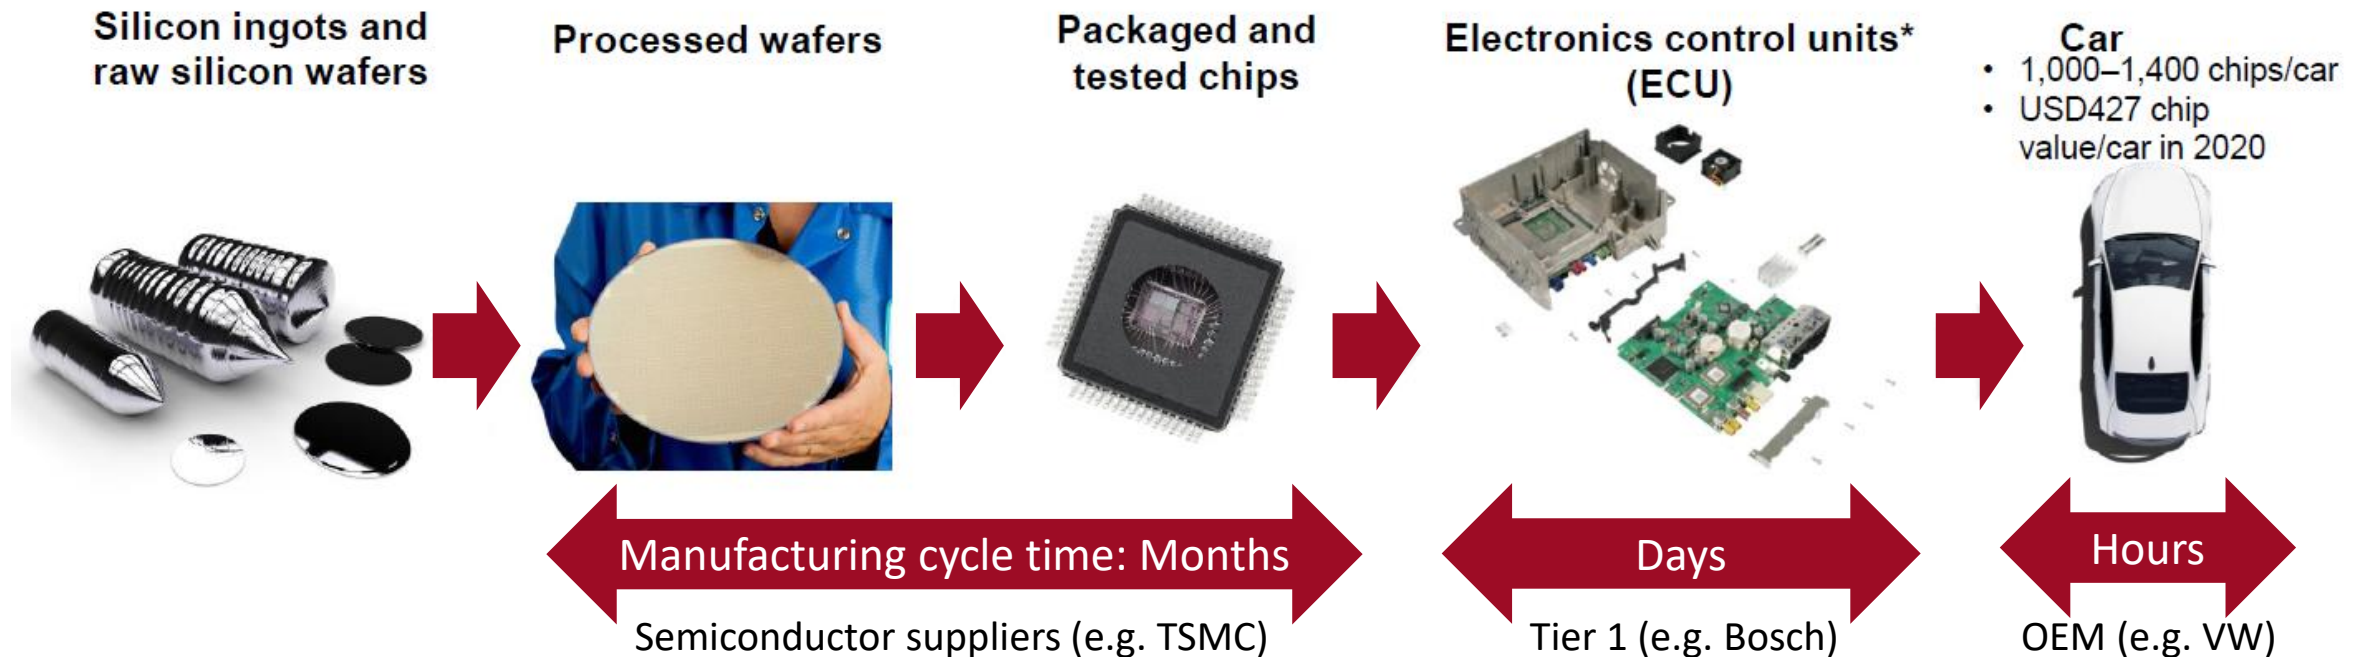 Silicon ingots and
raw silicon wafers
Processed wafers
Packaged and
tested chips
Electronics control units*
(ECU)
Car
• 1,000–1,400 chips/car
• USD427 chip
value/car in 2020
Manufacturing cycle time: Months
Days
Hours
Semiconductor suppliers (e.g. TSMC)
Tier 1 (e.g. Bosch)
OEM (e.g. VW)